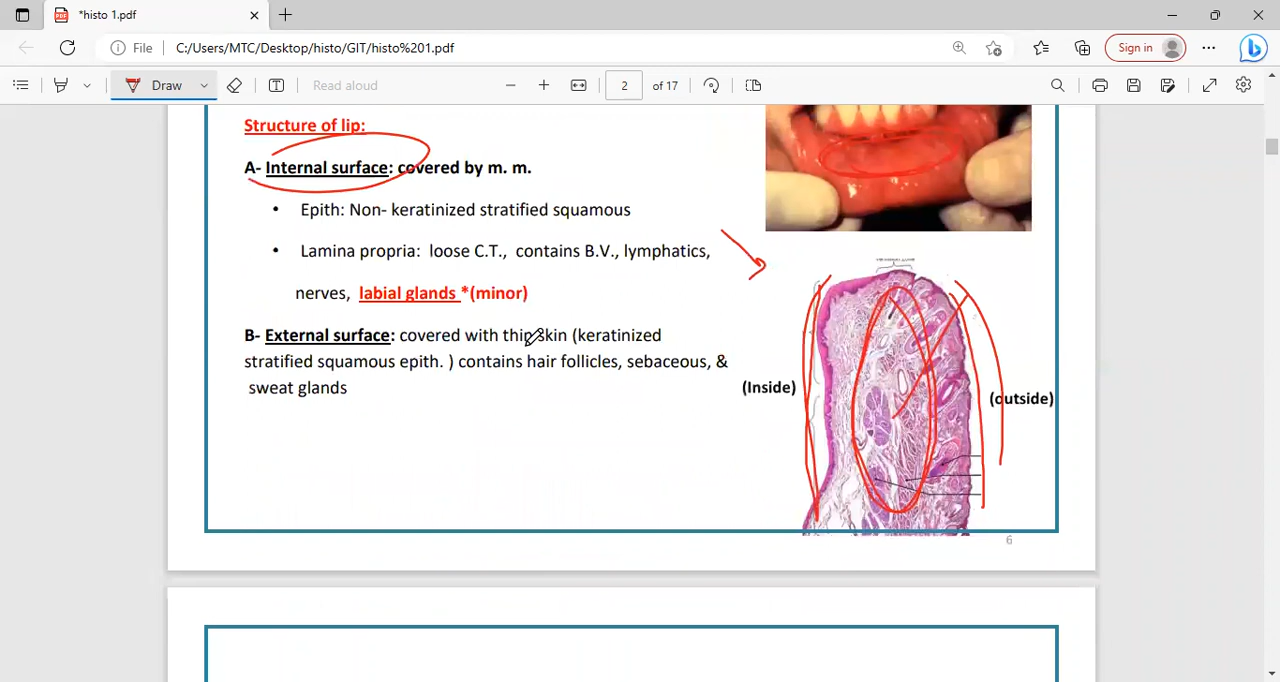 *histo 1.pdf
File
C:/Users/MTC/Desktop/histo/GIT/histo%201.pdf
Sign in
Draw
Read aloud
2
of 17
Structure of lip:
A- Internal surface: covered by m. m.
• Epith: Non- keratinized stratified squamous
• Lamina propria: loose C.T., contains B.V., lymphatics,
nerves, labial glands *(minor)
B- External surface: covered with thin skin (keratinized
stratified squamous epith. ) contains hair follicles, sebaceous, &
sweat glands
(Inside)
(outside)
6